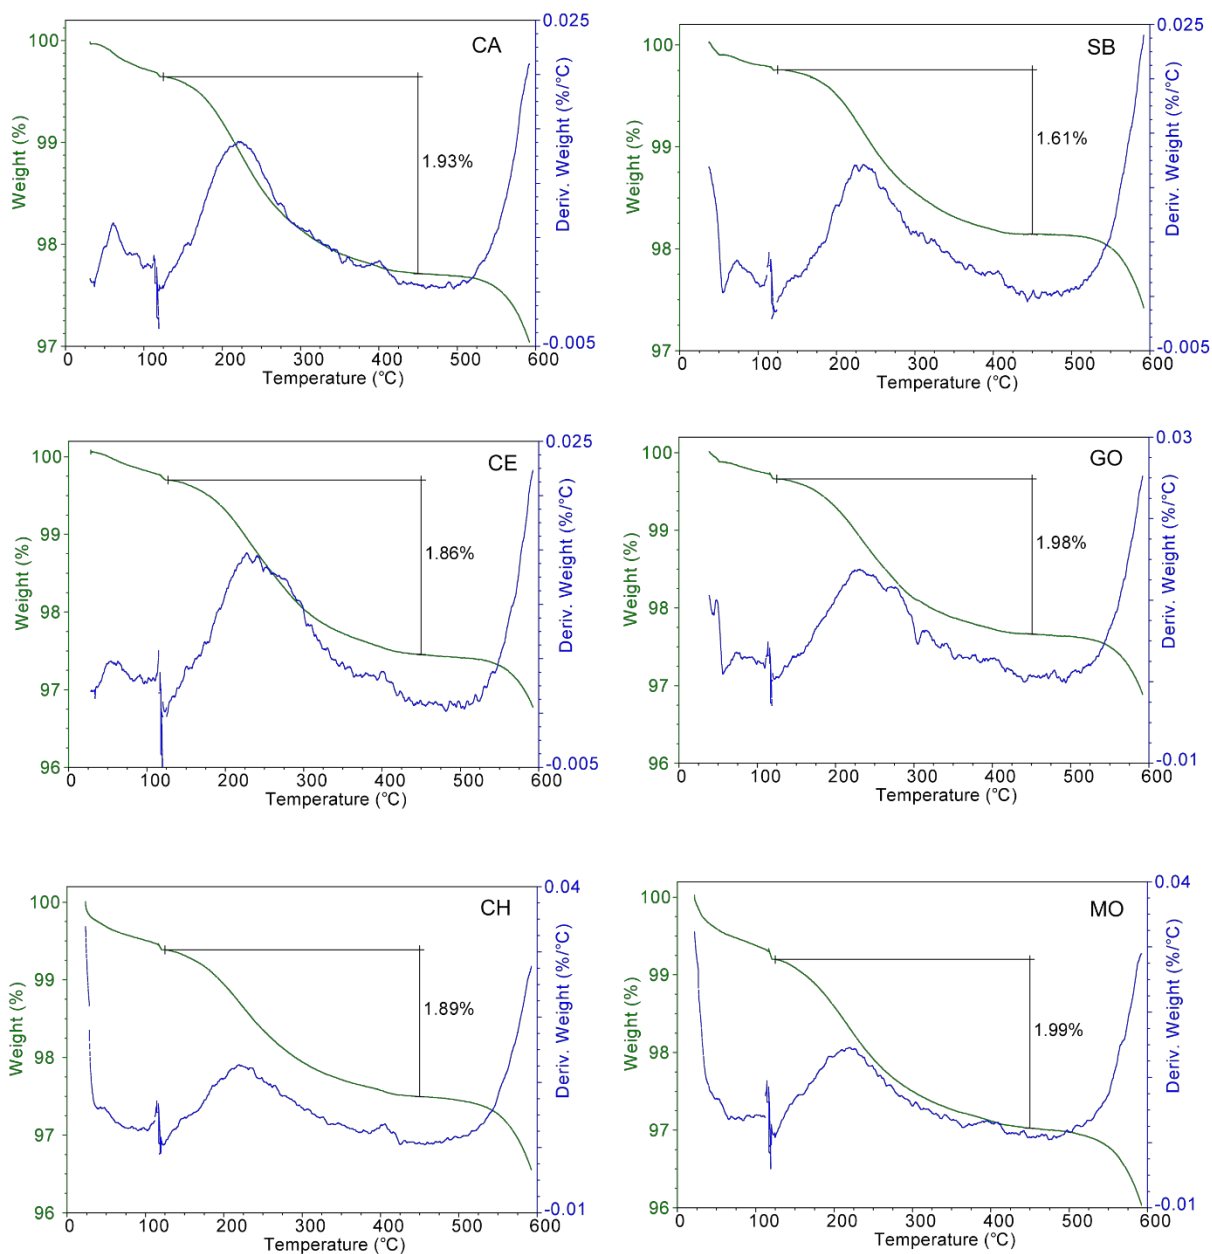 CA
Weight (%)
100
99
98
97
0 100 200 300 400 500 600
Temperature (°C)
1.93%
0.025
-0.005
Deriv. Weight (%/°C)
SB
Weight (%)
100
99
98
97
0 100 200 300 400 500 600
Temperature (°C)
1.61%
0.025
-0.005
Deriv. Weight (%/°C)
CE
Weight (%)
100
99
98
97
96
0 100 200 300 400 500 600
Temperature (°C)
1.86%
0.025
-0.005
Deriv. Weight (%/°C)
GO
Weight (%)
100
99
98
97
96
0 100 200 300 400 500 600
Temperature (°C)
1.98%
0.03
-0.01
Deriv. Weight (%/°C)
CH
Weight (%)
100
99
98
97
96
0 100 200 300 400 500 600
Temperature (°C)
1.89%
0.04
-0.01
Deriv. Weight (%/°C)
MO
Weight (%)
100
99
98
97
96
0 100 200 300 400 500 600
Temperature (°C)
1.99%
0.04
-0.01
Deriv. Weight (%/°C)